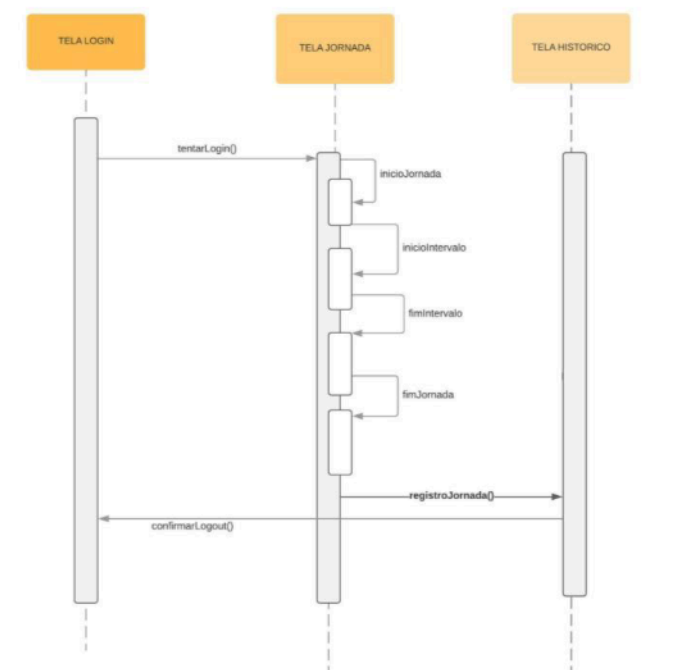 TELA LOGIN
TELA JORNADA
TELA HISTORICO
tentarLogin()
inicioJornada
inicioIntervalo
fimIntervalo
fimJornada
registroJornada()
confirmarLogout()